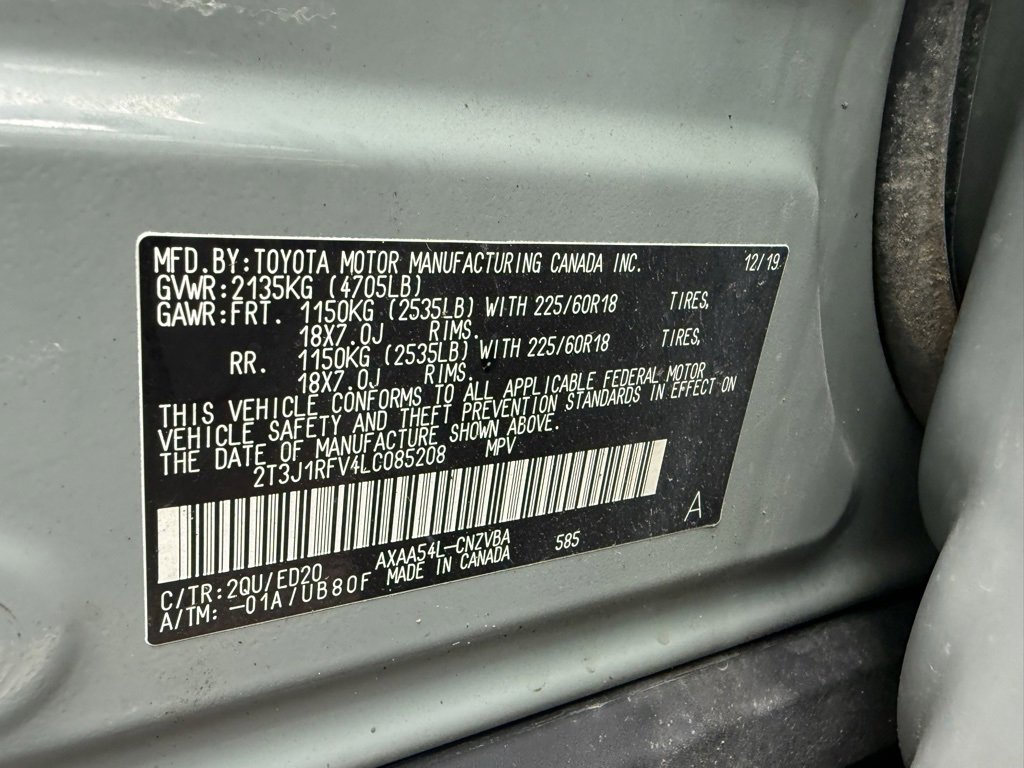 MFD.BY:TOYOTA MOTOR MANUFACTURING CANADA INC. 12/19
GVWR:2135KG (4705LB)
GAWR:FRT. 1150KG (2535LB) WITH 225/60R18 TIRES,
18X7.0J RIMS.
RR. 1150KG (2535LB) WITH 225/60R18 TIRES,
18X7.0J RIMS.
THIS VEHICLE CONFORMS TO ALL APPLICABLE FEDERAL MOTOR
VEHICLE SAFETY AND THEFT PREVENTION STANDARDS IN EFFECT ON
THE DATE OF MANUFACTURE SHOWN ABOVE.
2T3J1RFV4LC085208 MPV
A
AXAA54L-CNZVBA 585
C/TR:2QU/ED20 MADE IN CANADA
A/TM:-01A/UB80F